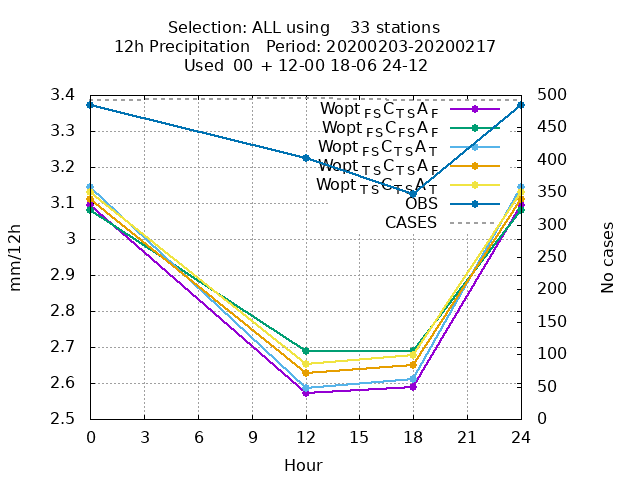 Selection: ALL using 33 stations
12h Precipitation Period: 20200203-20200217
Used 00 + 12-00 18-06 24-12
3.4
3.3
3.2
3.1
3
2.9
2.8
2.7
2.6
2.5
mm/12h
500
450
400
350
300
250
200
150
100
50
0
No cases
Wopt FS C TS A F
Wopt FS C FS A F
Wopt FS C TS A T
Wopt TS C TS A F
Wopt TS C TS A T
OBS
CASES
0 3 6 9 12 15 18 21 24
Hour